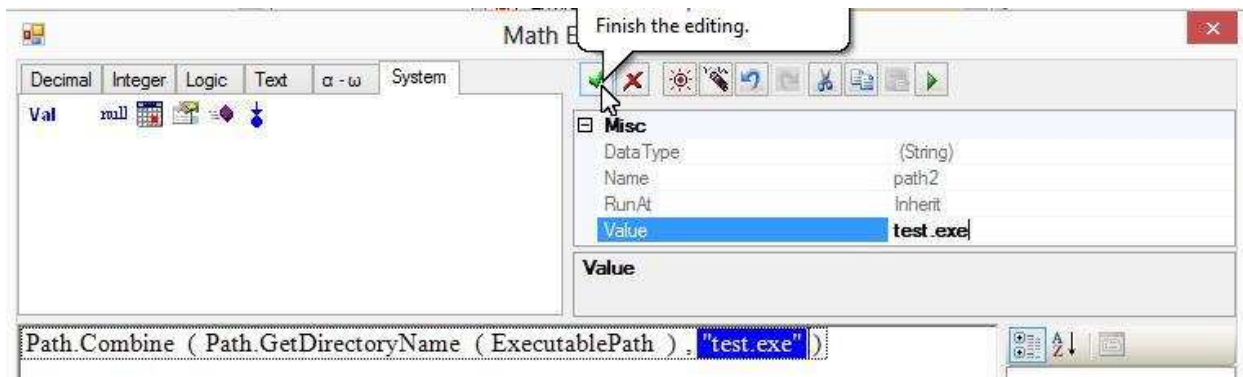 Finish the editing.
Math E
Decimal Integer Logic Text α - ω System
Val null
Misc
DataType (String)
Name path2
RunAt Inherit
Value test.exe
Value
Path.Combine ( Path.GetDirectoryName ( ExecutablePath ) , "test.exe" )